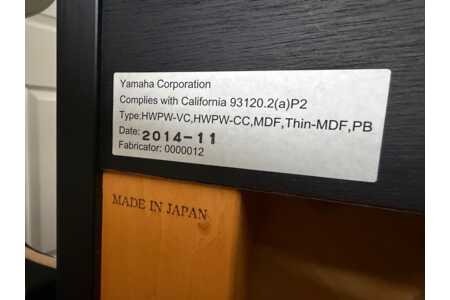 Yamaha Corporation
Complies with California 93120.2(a)P2
Type:HWPW-VC,HWPW-CC,MDF,Thin-MDF,PB
Date: 2014-11
Fabricator: 0000012
MADE IN JAPAN